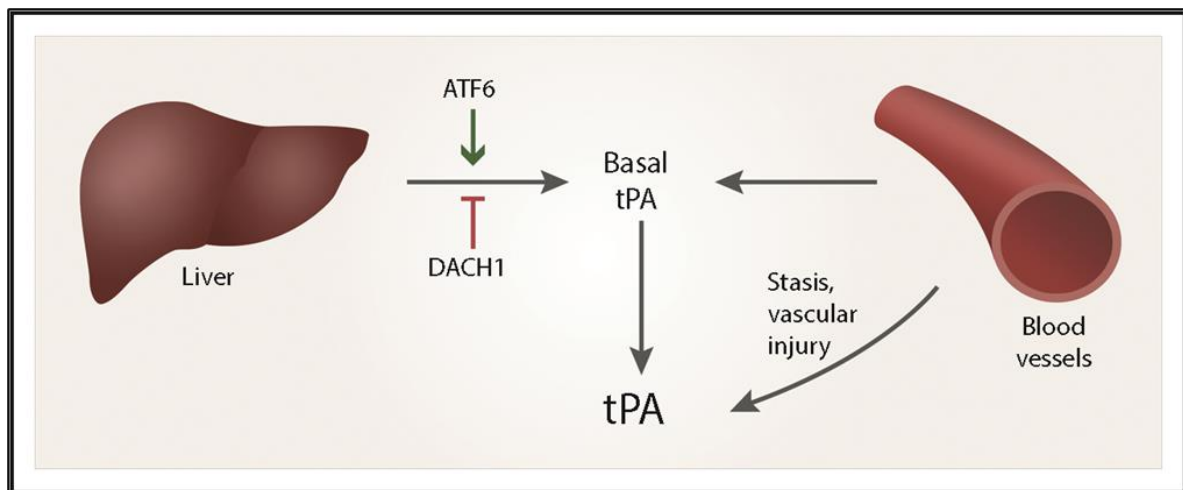 ATF6
Basal
tPA
DACH1
Liver
Stasis,
vascular
injury
Blood
vessels
tPA